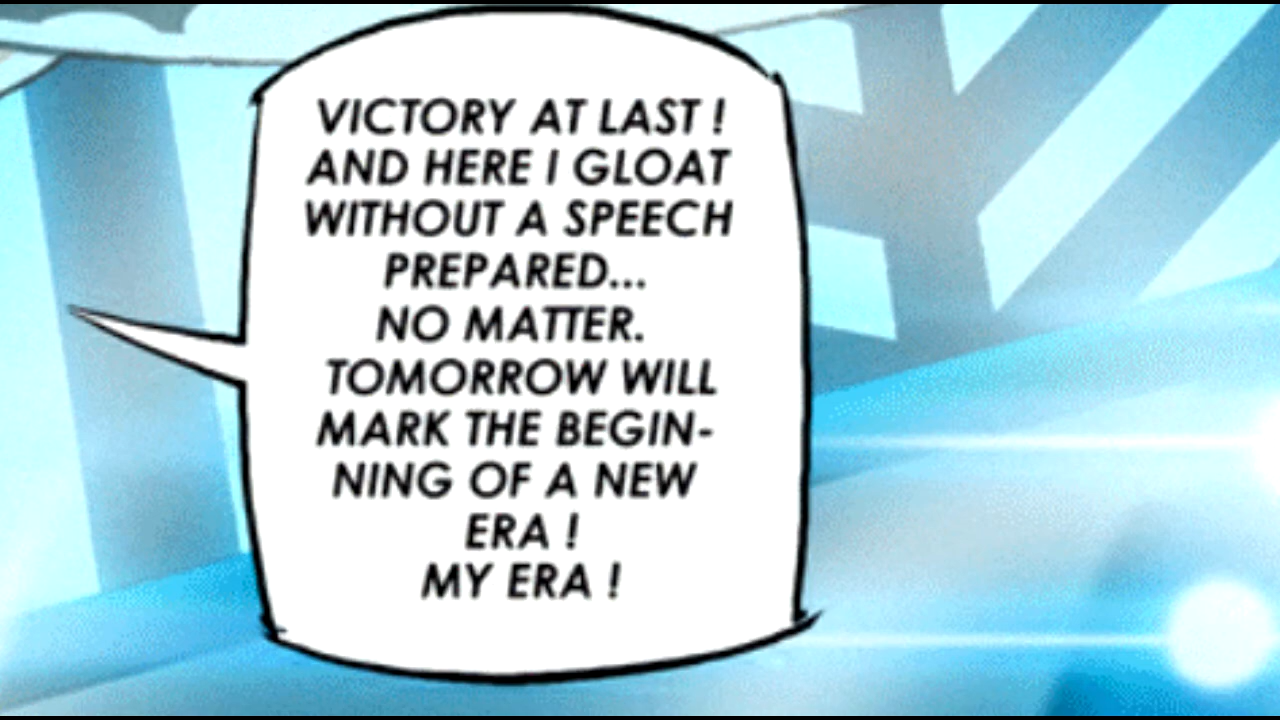 VICTORY AT LAST !
AND HERE I GLOAT
WITHOUT A SPEECH
PREPARED...
NO MATTER.
TOMORROW WILL
MARK THE BEGIN-
NING OF A NEW
ERA !
MY ERA !